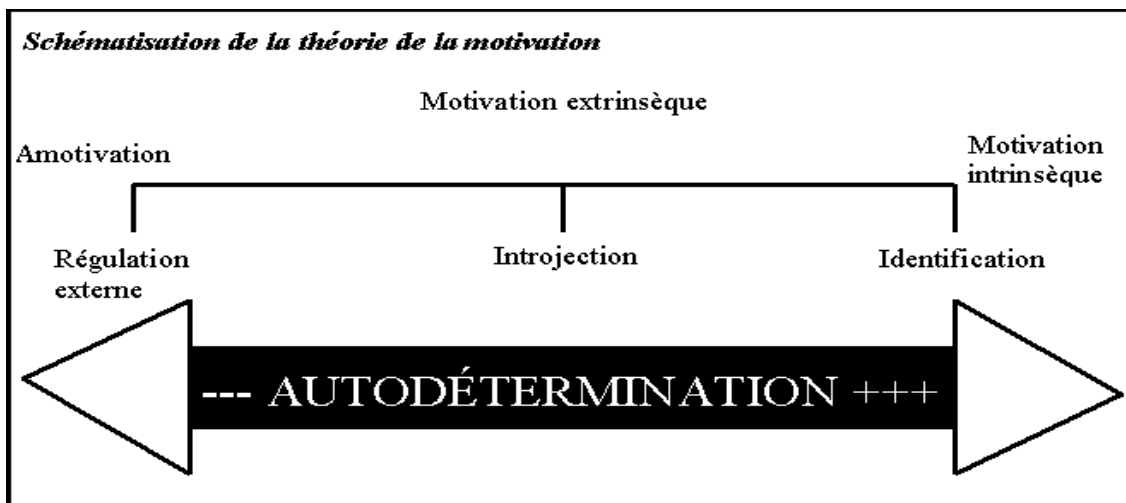 Schématisation de la théorie de la motivation
Motivation extrinsèque
Amotivation
Motivation
intrinsèque
Régulation
externe
Introjection
Identification
--- AUTODÉTERMINATION +++